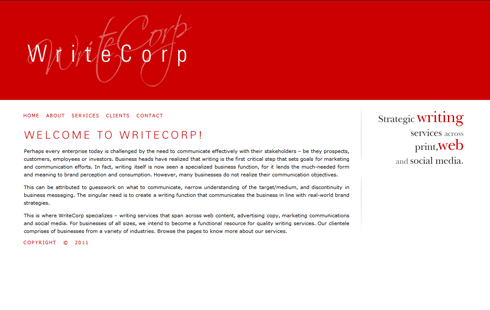 WriteCorp
WriteCorp
HOME ABOUT SERVICES CLIENTS CONTACT
WELCOME TO WRITECORP!
Perhaps every enterprise today is challenged by the need to communicate effectively with their stakeholders – be they prospects,
customers, employees or investors. Business heads have realized that writing is the first critical step that sets goals for marketing
and communication efforts. In fact, writing itself is now seen a specialized business function, for it lends the much-needed form
and meaning to brand perception and consumption. However, many businesses do not realize their communication objectives.
This can be attributed to guesswork on what to communicate, narrow understanding of the target/medium, and discontinuity in
business messaging. The singular need is to create a writing function that communicates the business in line with real-world brand
strategies.
This is where WriteCorp specializes – writing services that span across web content, advertising copy, marketing communications
and social media. For businesses of all sizes, we intend to become a functional resource for quality writing services. Our clientele
comprises of businesses from a variety of industries. Browse the pages to know more about our services.
COPYRIGHT © 2011
Strategic writing
services across
print,web
and social media.